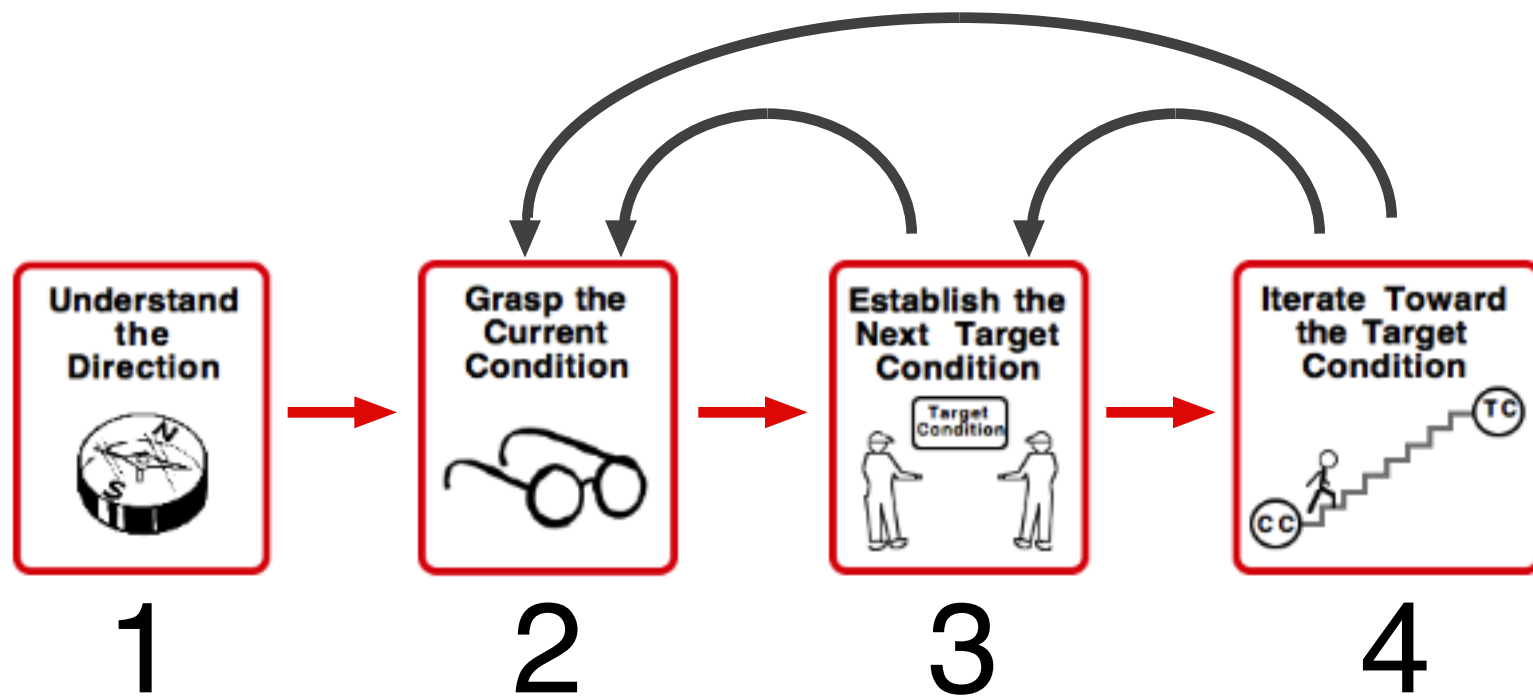 Understand
the
Direction
N
S
1
Grasp the
Current
Condition
2
Establish the
Next Target
Condition
Target
Condition
3
Iterate Toward
the Target
Condition
TC
CC
4